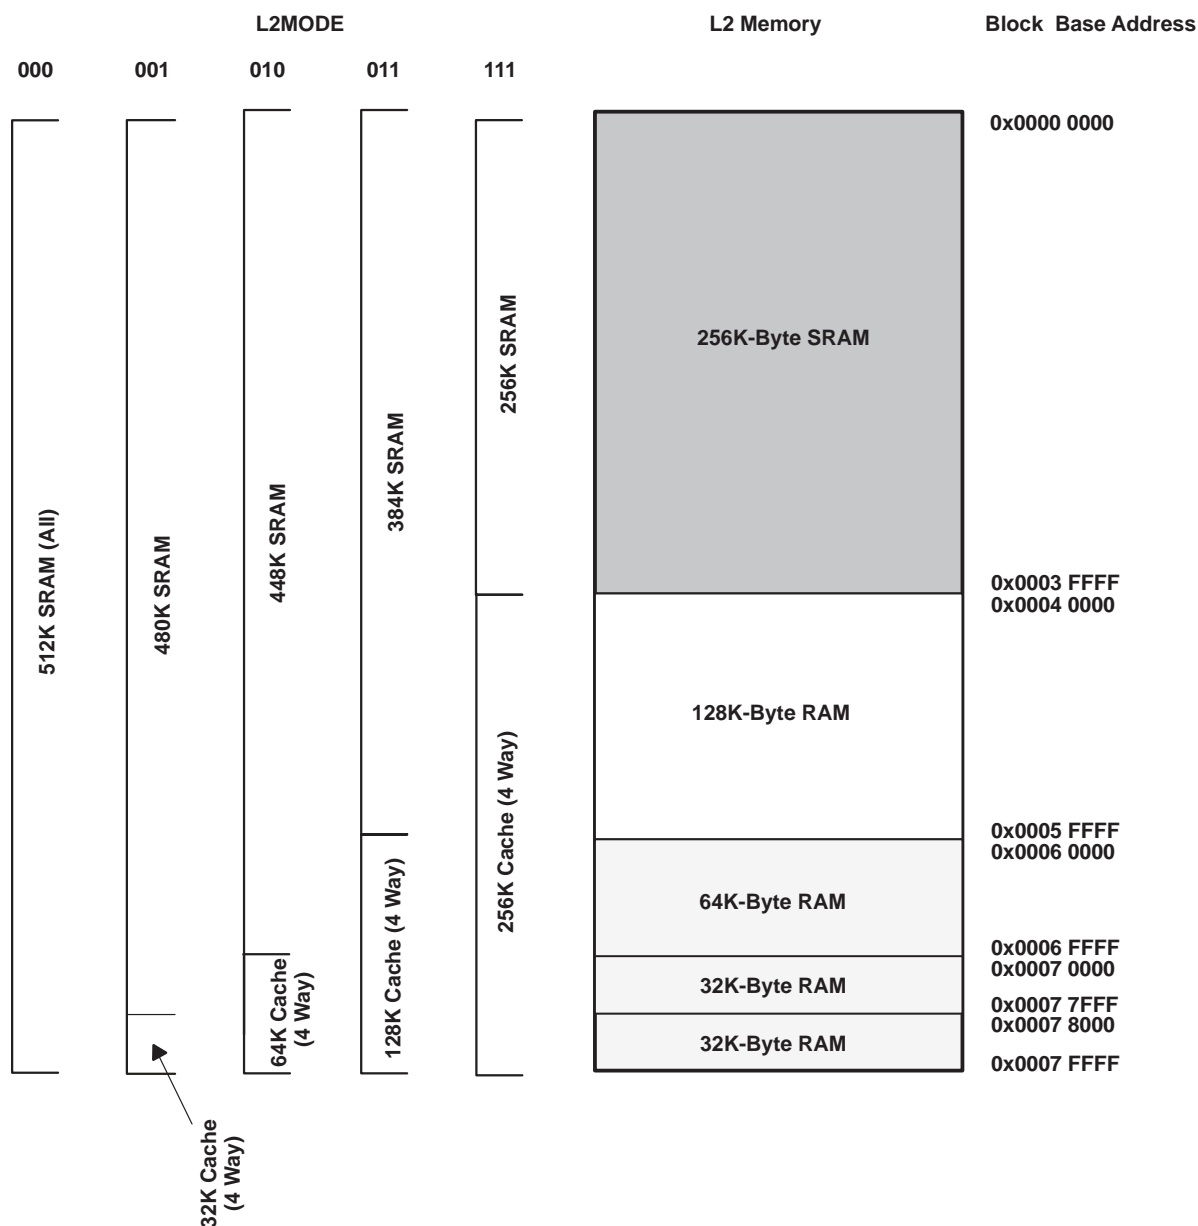 L2MODE
L2 Memory
Block Base Address
000
001
010
011
111
512K SRAM (All)
480K SRAM
32K Cache
(4 Way)
448K SRAM
64K Cache
(4 Way)
384K SRAM
128K Cache (4 Way)
256K SRAM
256K Cache (4 Way)
256K-Byte SRAM
128K-Byte RAM
64K-Byte RAM
32K-Byte RAM
32K-Byte RAM
0x0000 0000
0x0003 FFFF
0x0004 0000
0x0005 FFFF
0x0006 0000
0x0006 FFFF
0x0007 0000
0x0007 7FFF
0x0007 8000
0x0007 FFFF